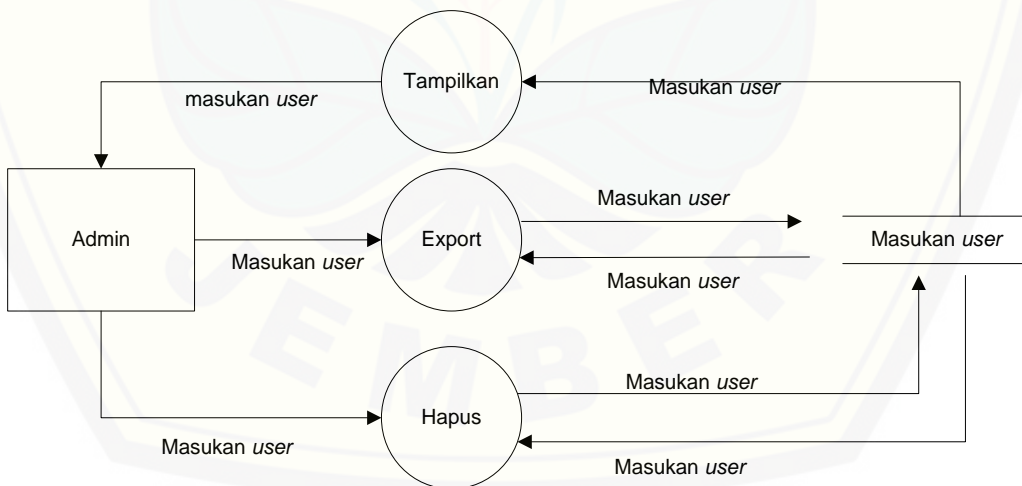 Tampilkan
masukan user
Masukan user
Masukan user
Admin
Export
Masukan user
Masukan user
Masukan user
Masukan user
Hapus
Masukan user
Masukan user
JEMBER